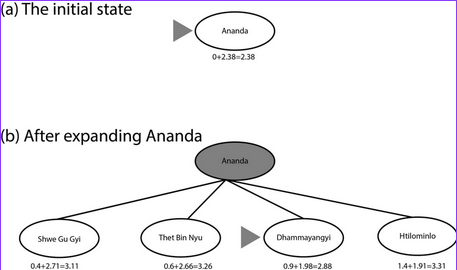 (a) The initial state
Ananda
0+2.38=2.38
(b) After expanding Ananda
Ananda
Shwe Gu Gyi
Thet Bin Nyu
Dhammayangyi
Htilominlo
0.4+2.71=3.11
0.6+2.66=3.26
0.9+1.98=2.88
1.4+1.91=3.31